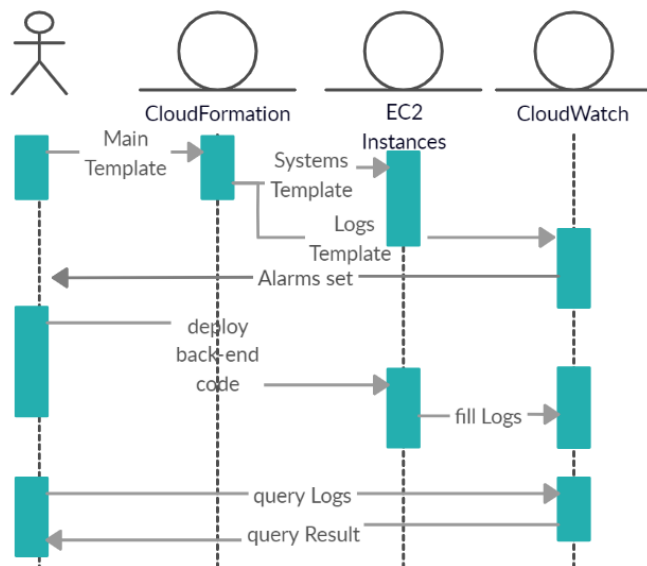 CloudFormation
EC2
Instances
CloudWatch
Main
Template
Systems
Template
Logs
Template
Alarms set
deploy
back-end
code
fill Logs
query Logs
query Result